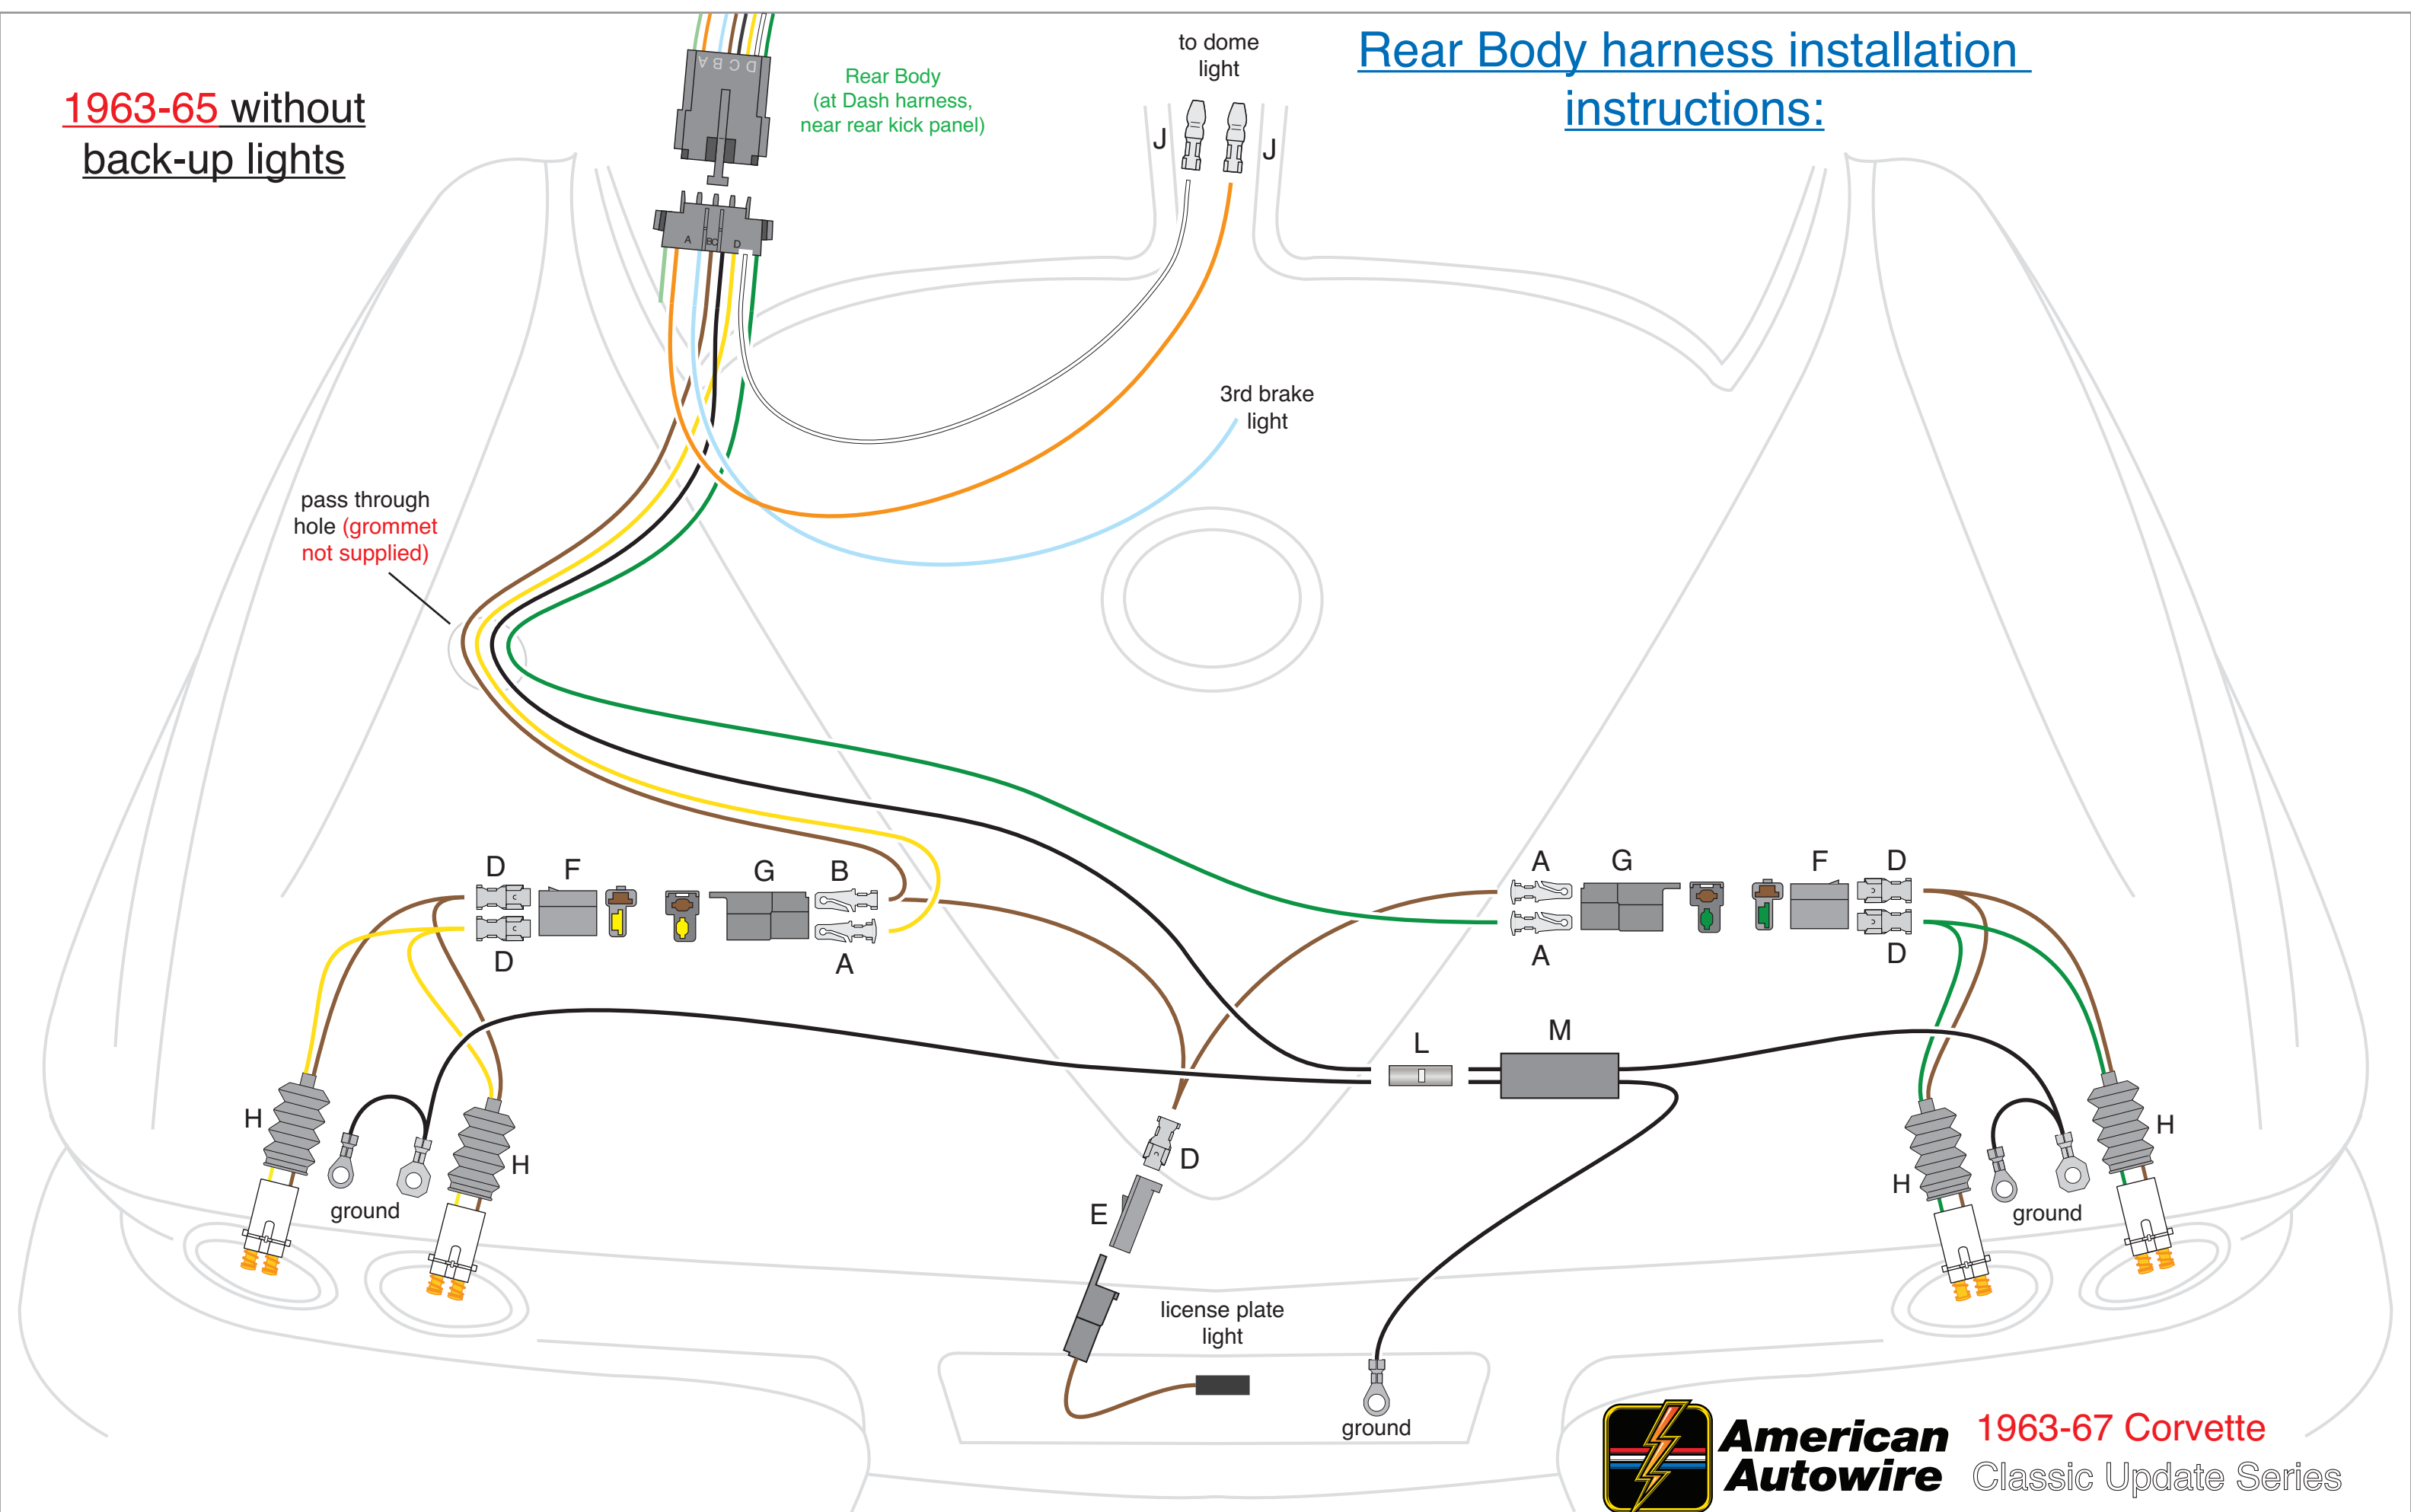 Rear Body harness installation
instructions:
1963-65 without
back-up lights
D C B A
Rear Body
(at Dash harness,
near rear kick panel)
to dome
light
J
J
A BC D
3rd brake
light
pass through
hole (grommet
not supplied)
D F G B
D A
A G F D
A D
L M
H H
ground
D
E
H H
ground
license plate
light
ground
American
Autowire
1963-67 Corvette
Classic Update Series